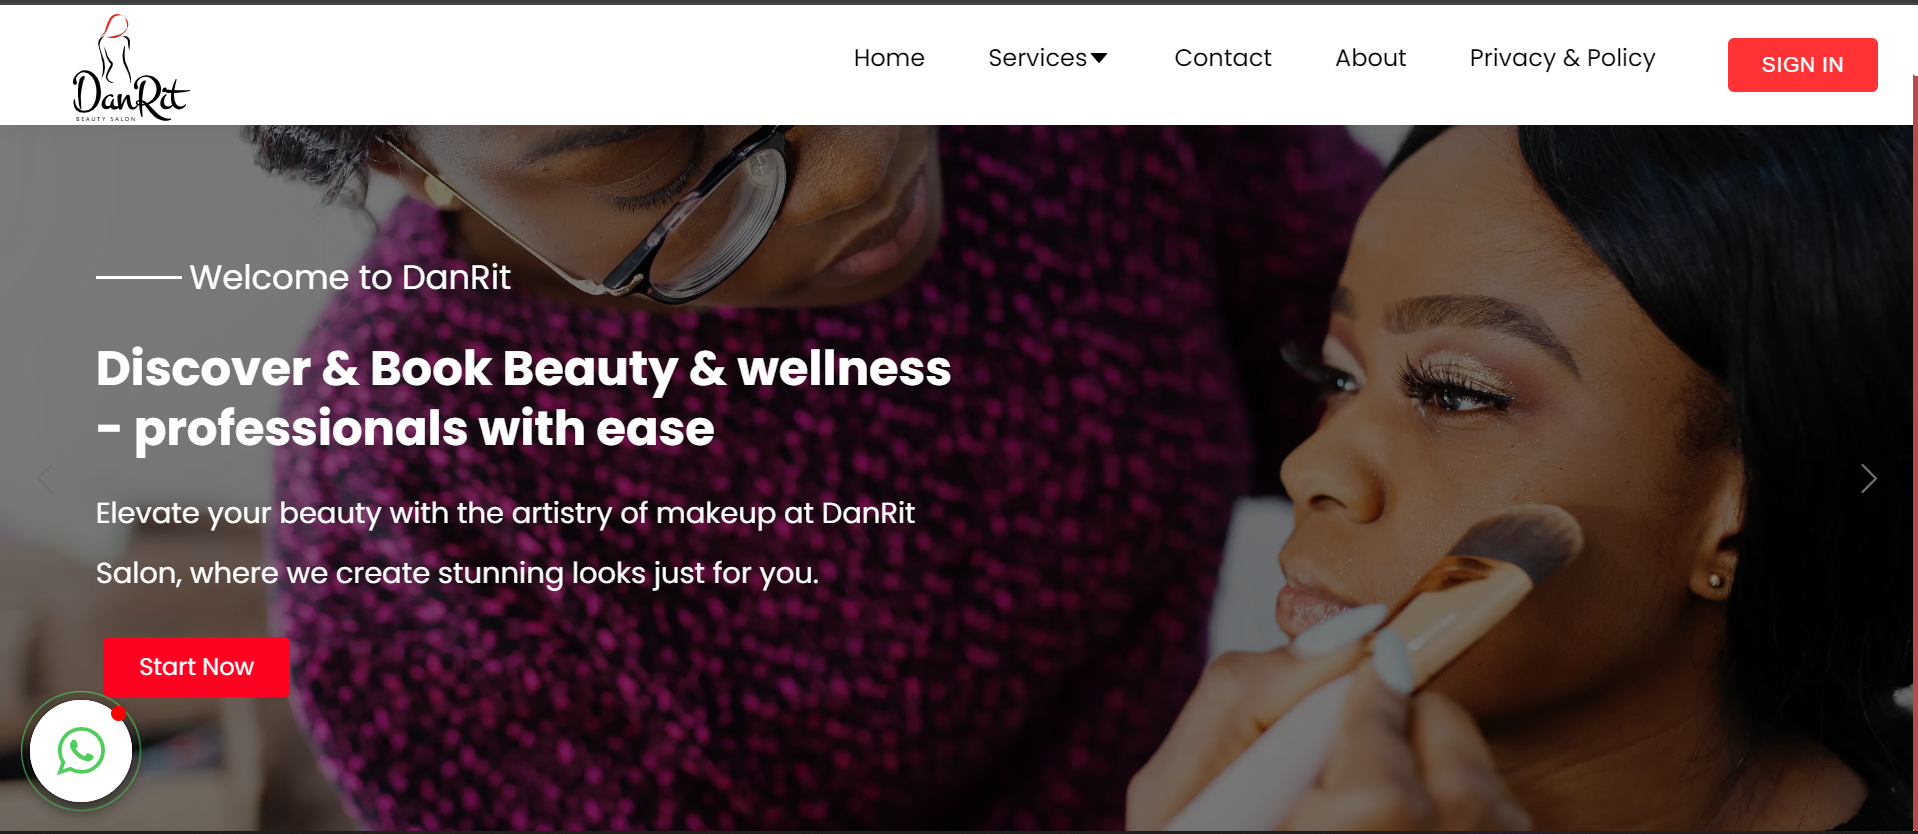 DanRit
BEAUTY SALON
Home
Services
Contact
About
Privacy & Policy
SIGN IN
Welcome to DanRit
Discover & Book Beauty & wellness
- professionals with ease
Elevate your beauty with the artistry of makeup at DanRit
Salon, where we create stunning looks just for you.
Start Now